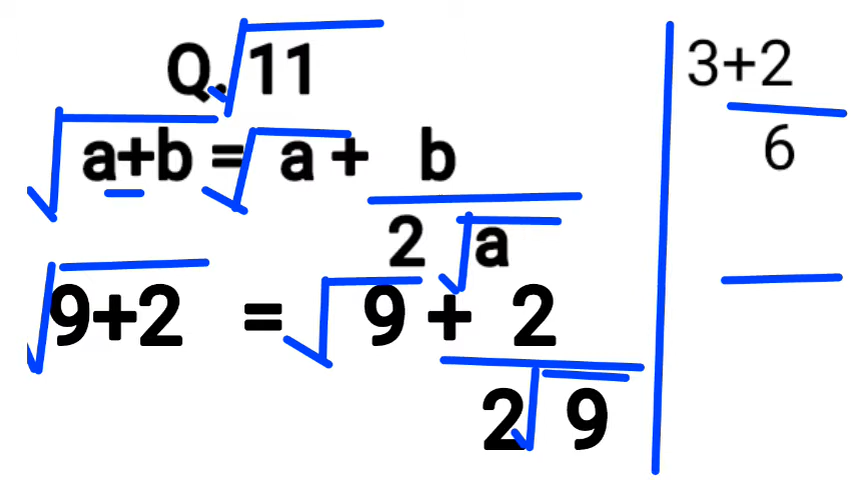 Q.√11
√a+b = √a + b
2√a
√9+2 = √9 + 2
2√9
3+2
6